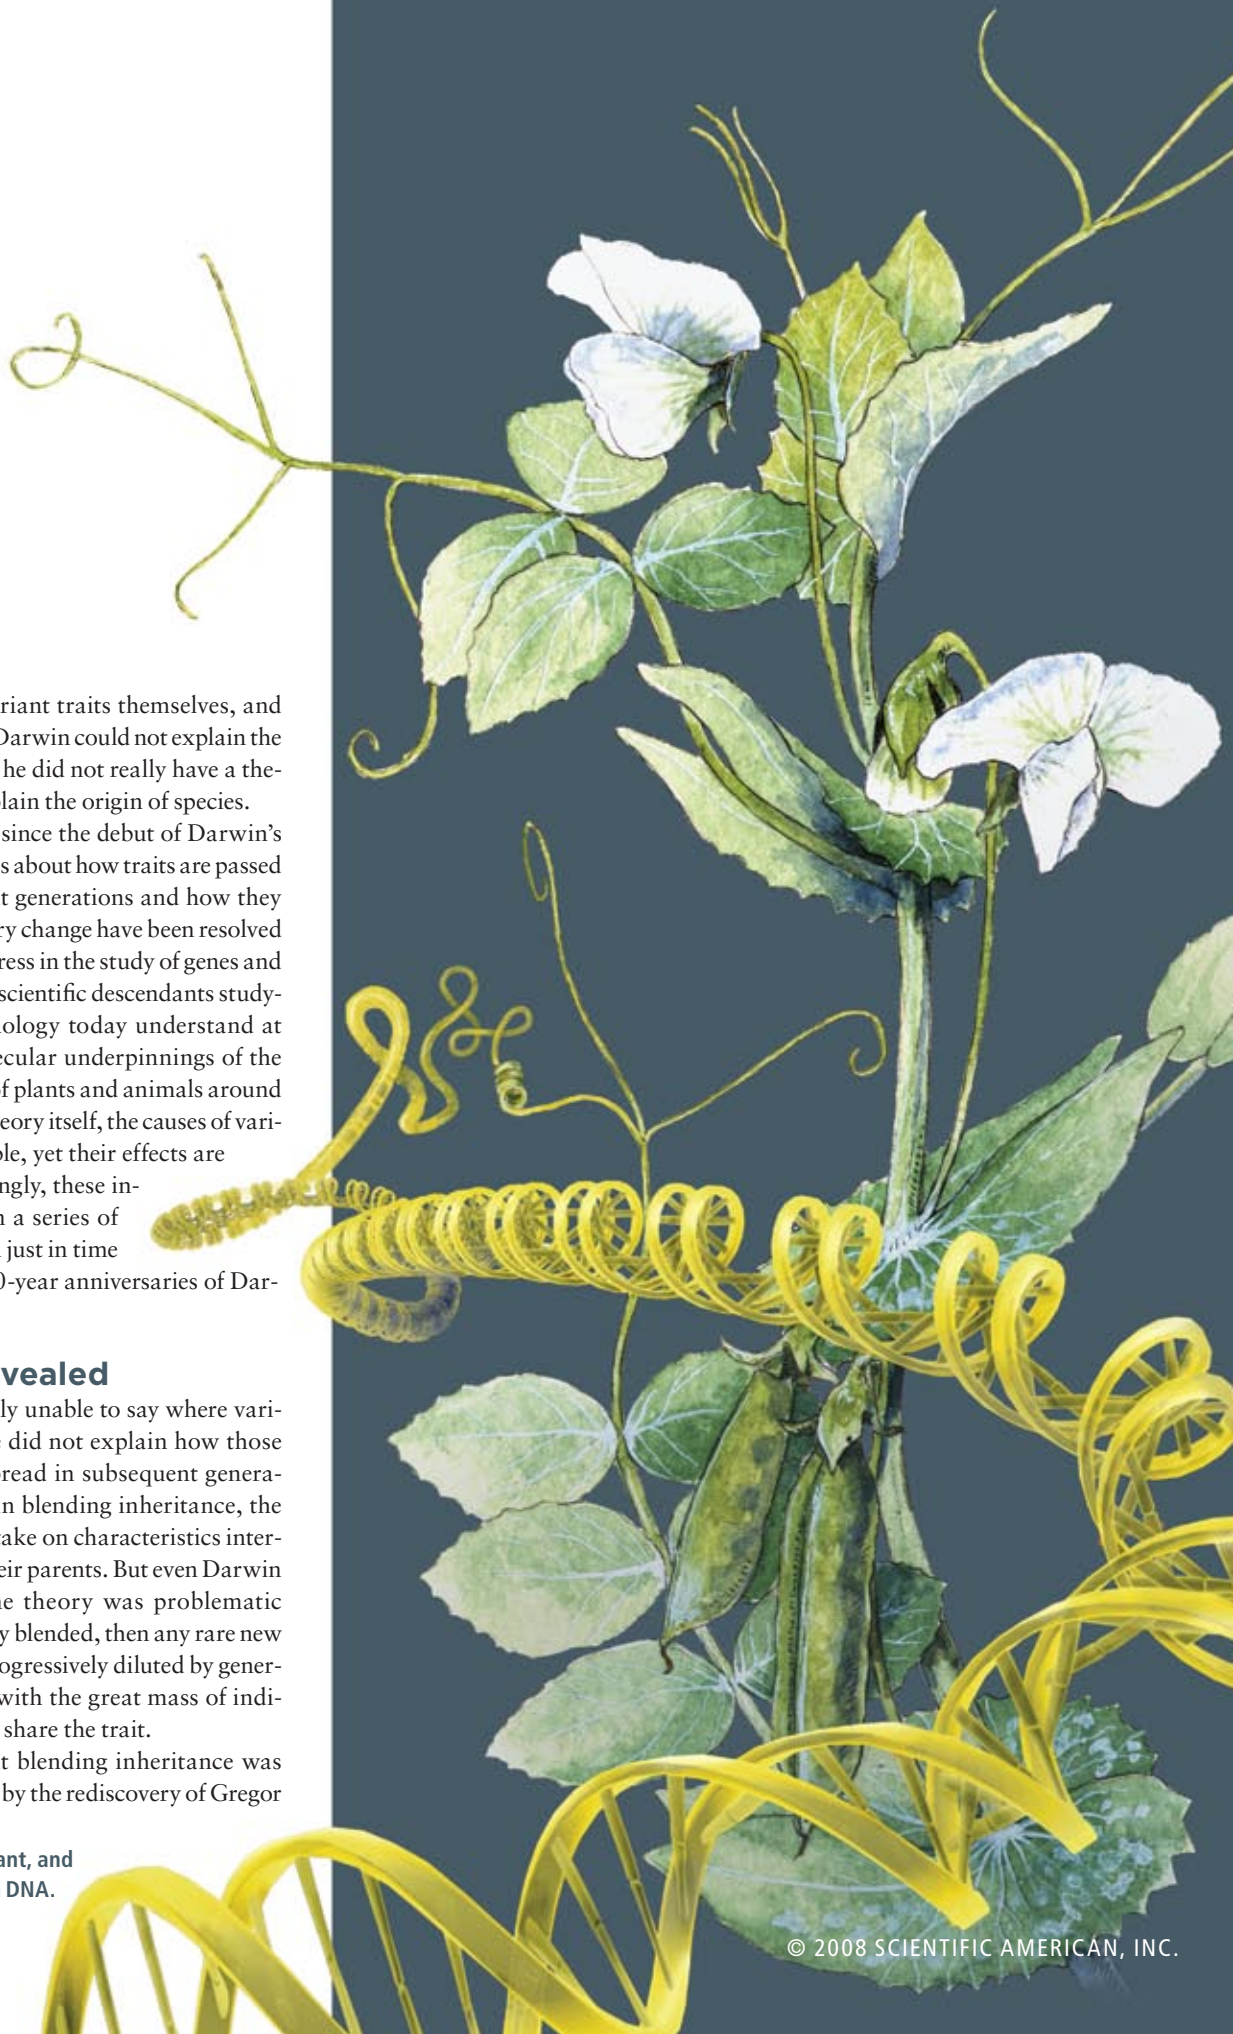 riant traits themselves, and
Darwin could not explain the
he did not really have a the-
lain the origin of species.
since the debut of Darwin's
s about how traits are passed
t generations and how they
ry change have been resolved
ress in the study of genes and
scientific descendants study-
iology today understand at
ecular underpinnings of the
of plants and animals around
eory itself, the causes of vari-
ble, yet their effects are
ngly, these in-
n a series of
just in time
0-year anniversaries of Dar-
vealed
ly unable to say where vari-
e did not explain how those
pread in subsequent genera-
in blending inheritance, the
take on characteristics inter-
eir parents. But even Darwin
he theory was problematic
y blended, then any rare new
ogressively diluted by gener-
with the great mass of indi-
share the trait.
t blending inheritance was
by the rediscovery of Gregor
ant, and
DNA.
© 2008 SCIENTIFIC AMERICAN, INC.